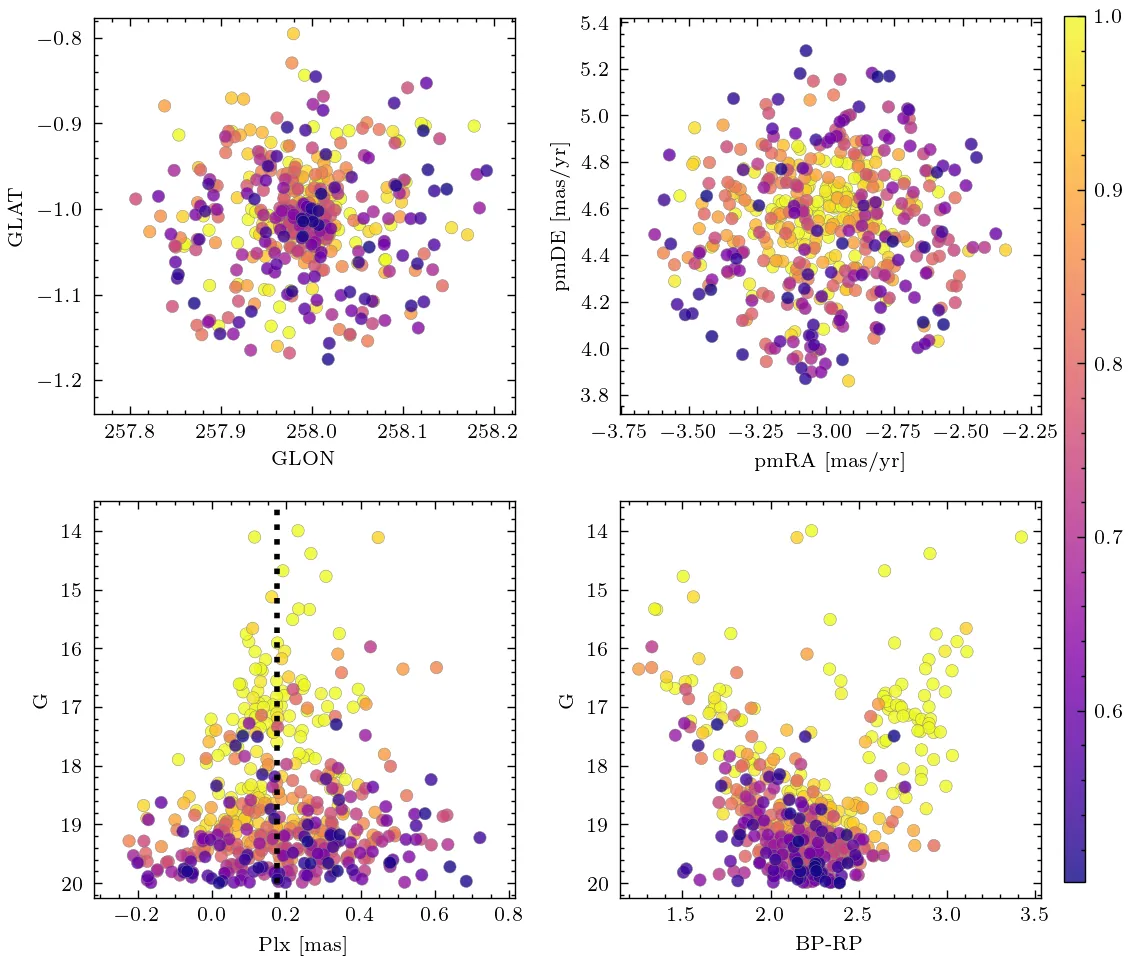 −0.8
−0.9
−1.0
−1.1
−1.2
GLAT
257.8 257.9 258.0 258.1 258.2
GLON
5.4
5.2
5.0
4.8
4.6
4.4
4.2
4.0
3.8
pmDE [mas/yr]
−3.75 −3.50 −3.25 −3.00 −2.75 −2.50 −2.25
pmRA [mas/yr]
14
15
16
17
18
19
20
G
−0.2 0.0 0.2 0.4 0.6 0.8
Plx [mas]
14
15
16
17
18
19
20
G
1.5 2.0 2.5 3.0 3.5
BP-RP
1.0
0.9
0.8
0.7
0.6